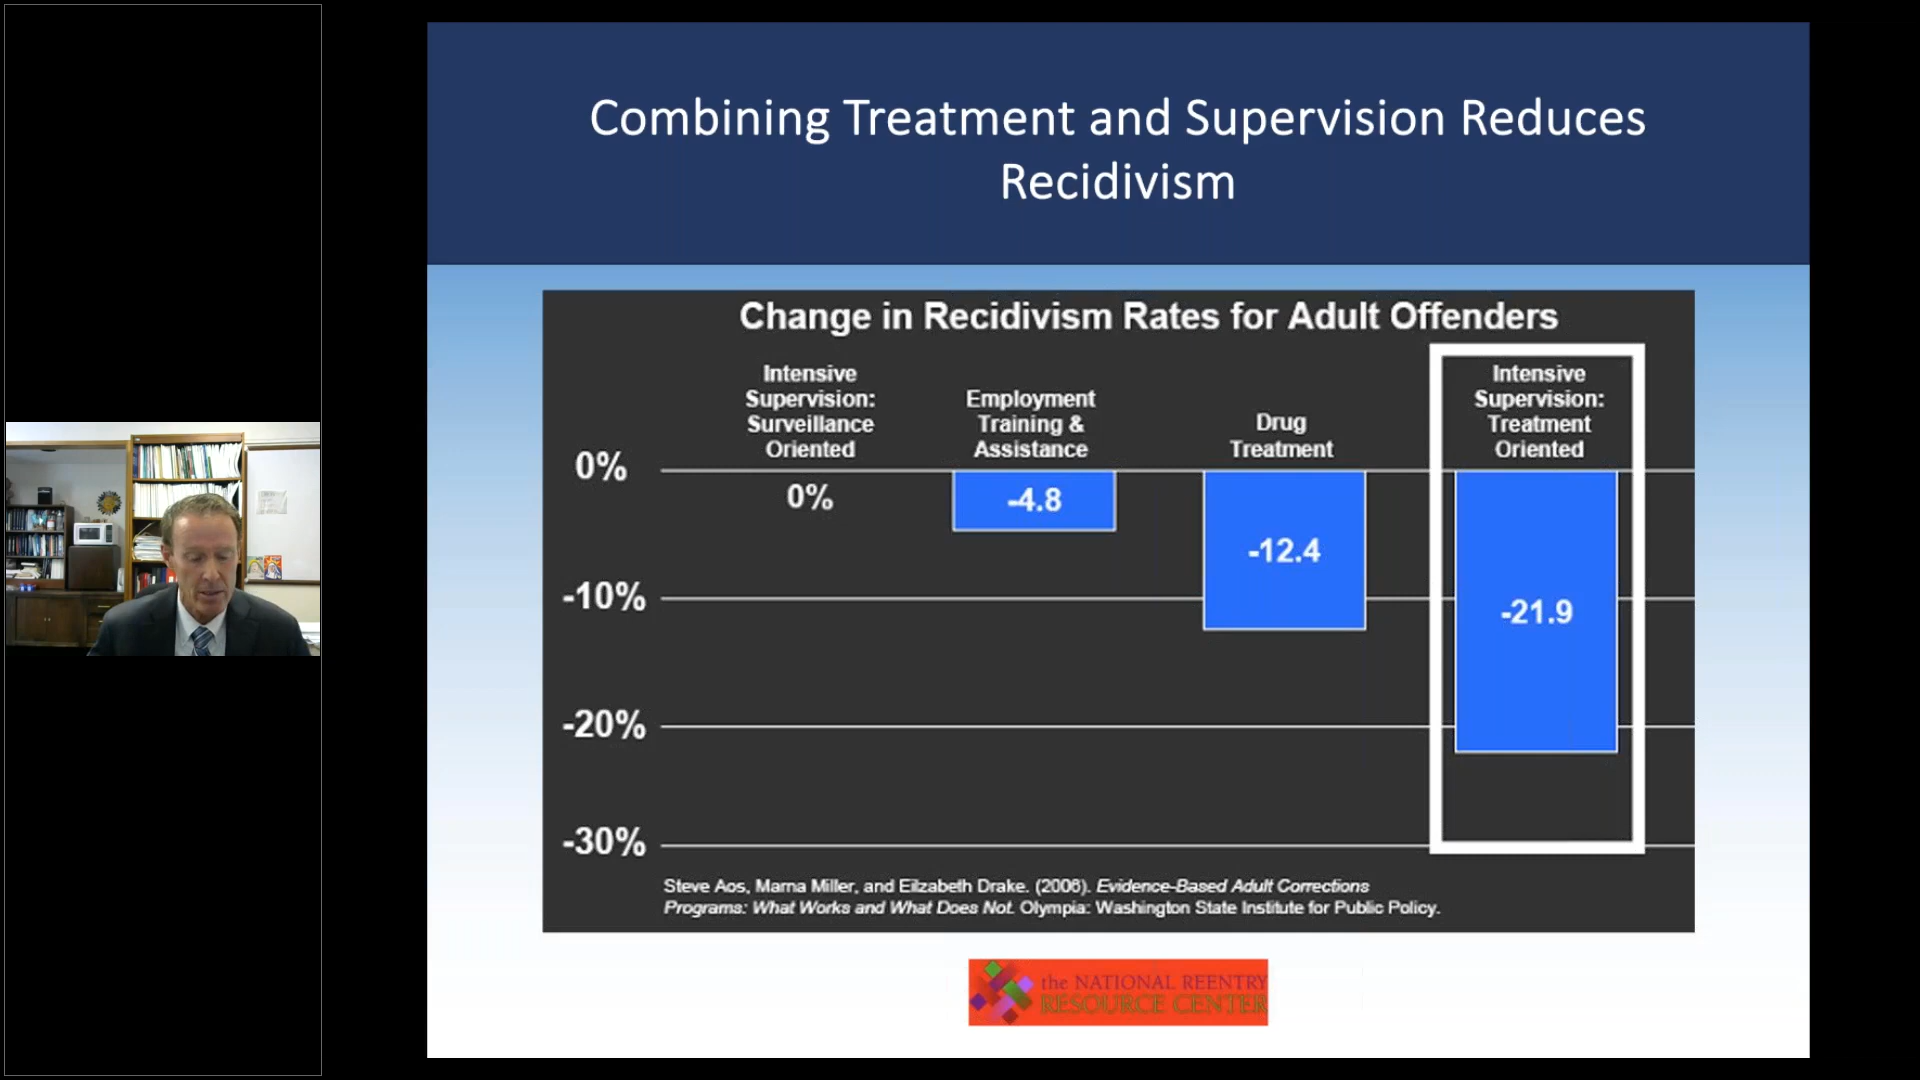 Combining Treatment and Supervision Reduces
Recidivism
Change in Recidivism Rates for Adult Offenders
Intensive
Supervision:
Surveillance
Oriented
Employment
Training &
Assistance
Drug
Treatment
Intensive
Supervision:
Treatment
Oriented
0%
0%
-4.8
-12.4
-21.9
-10%
-20%
-30%
Steve Aos, Marna Miller, and Elizabeth Drake. (2006). Evidence-Based Adult Corrections
Programs: What Works and What Does Not. Olympia: Washington State Institute for Public Policy.
the NATIONAL REENTRY
RESOURCE CENTER